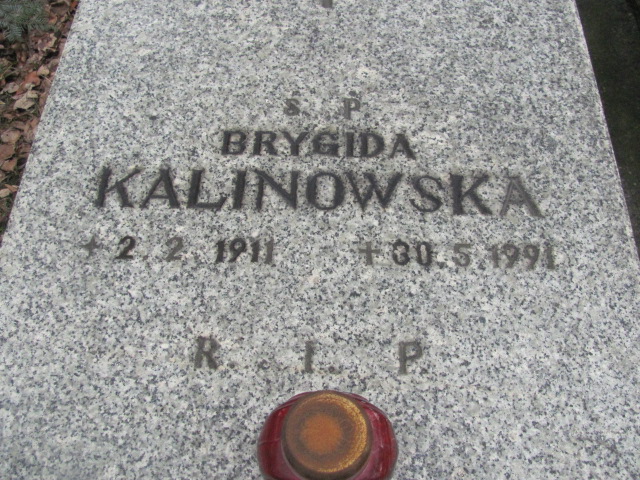 Ś. P.
BRYGIDA
KALINOWSKA
* 2. 2. 1911 + 30. 5. 1991
R. I. P.